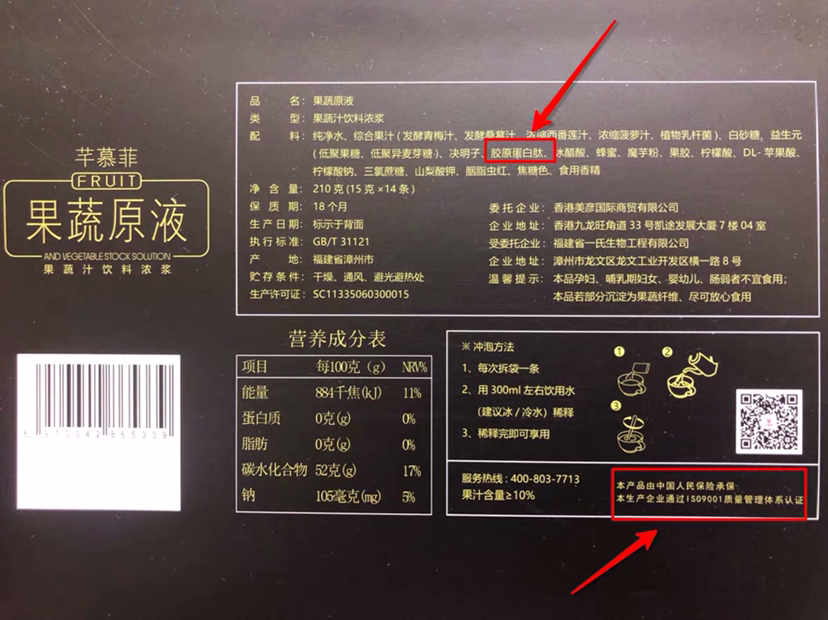 芊慕菲
FRUIT
果蔬原液
AND VEGETABLE STOCK SOLUTION
果蔬汁饮料浓浆
品 名：果蔬原液
类 型：果蔬汁饮料浓浆
配 料：纯净水、综合果汁（发酵青梅汁、发酵桑葚汁、浓缩西番莲汁、浓缩菠萝汁、植物乳杆菌）、白砂糖，益生元
（低聚果糖、低聚异麦芽糖）、决明子、胶原蛋白肽、冰醋酸、蜂蜜、魔芋粉、果胶、柠檬酸、DL-苹果酸、
柠檬酸钠、三氯蔗糖、山梨酸钾、胭脂虫红、焦糖色、食用香精
净 含 量：210克(15克×14条)
保 质 期：18个月
生产日期：标示于背面
执行标准：GB/T 31121
产 地：福建省漳州市
贮存条件：干燥、通风、避光避热处
生产许可证：SC11335060300015
委托企业：香港美彦国际商贸有限公司
企业地址：香港九龙旺角道33号凯途发展大厦7楼04室
受委托企业：福建省一氏生物工程有限公司
企业地址：漳州市龙文区龙文工业开发区横一路8号
温馨提示：本品孕妇、哺乳期妇女、婴幼儿、肠弱者不宜食用；
本品若部分沉淀为果蔬纤维、尽可放心食用
营养成分表
项目 每100克（g） NRV%
能量 884千焦(kJ) 11%
蛋白质 0克(g) 0%
脂肪 0克(g) 0%
碳水化合物 52克(g) 17%
钠 105毫克(mg) 5%
※ 冲泡方法
1、每次拆袋一条
2、用300ml左右饮用水
（建议冰/冷水）稀释
3、稀释完即可享用
1
2
3
服务热线：400-803-7713
果汁含量≥10%
本产品由中国人民保险承保
本生产企业通过ISO9001质量管理体系认证
6 970042 865339